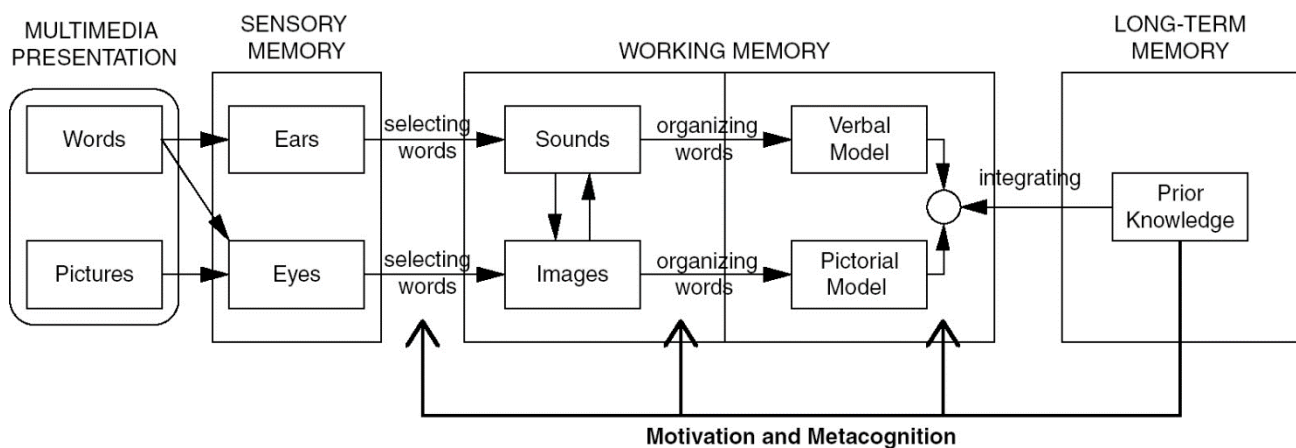 MULTIMEDIA
PRESENTATION
SENSORY
MEMORY
WORKING MEMORY
LONG-TERM
MEMORY
Words
Ears
selecting
words
Sounds
organizing
words
Verbal
Model
integrating
Prior
Knowledge
Pictures
Eyes
selecting
words
Images
organizing
words
Pictorial
Model
Motivation and Metacognition